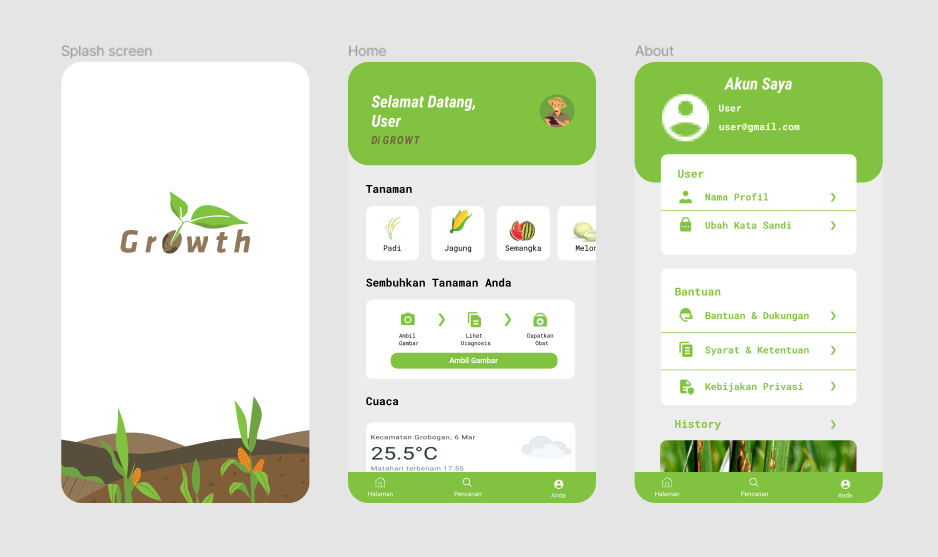 Splash screen
Growth
Home
Selamat Datang,
User
Di GROWT
Tanaman
Padi
Jagung
Semangka
Melon
Sembuhkan Tanaman Anda
Ambil
Gambar
❯
Lihat
Diagnosis
❯
Dapatkan
Obat
Ambil Gambar
Cuaca
Kecamatan Grobogan, 6 Mar
25.5°C
Matahari terbenam 17.55
Halaman
Pencarian
Anda
About
Akun Saya
User
user@gmail.com
User
Nama Profil ❯
Ubah Kata Sandi ❯
Bantuan
Bantuan & Dukungan ❯
Syarat & Ketentuan ❯
Kebijakan Privasi ❯
History ❯
Halaman
Pencarian
Anda